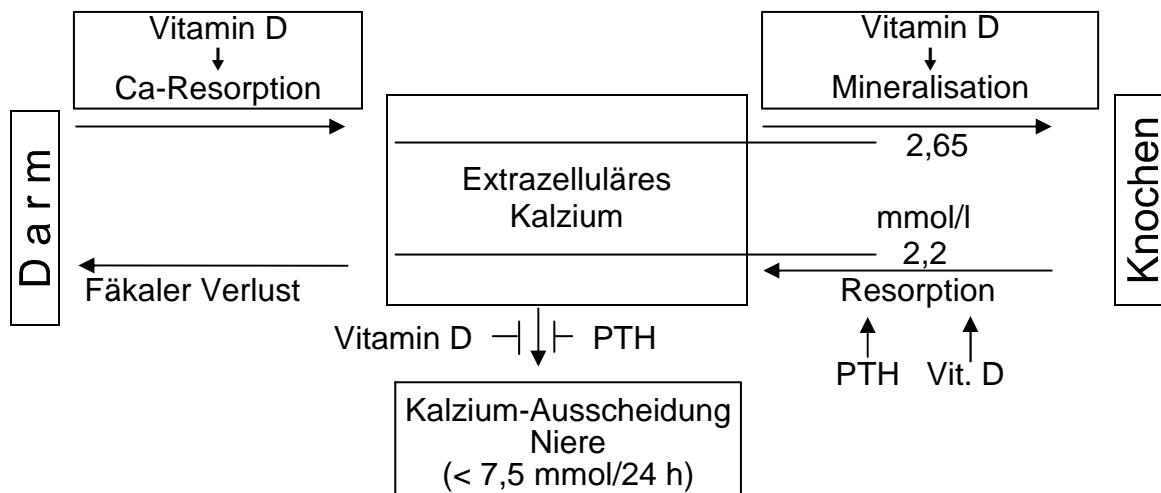 Vitamin D
Ca-Resorption
Vitamin D
Mineralisation
Darm
Extrazelluläres
Kalzium
2,65
mmol/l
2,2
Knochen
Fäkaler Verlust
Resorption
Vitamin D
PTH
PTH
Vit. D
Kalzium-Ausscheidung
Niere
(< 7,5 mmol/24 h)